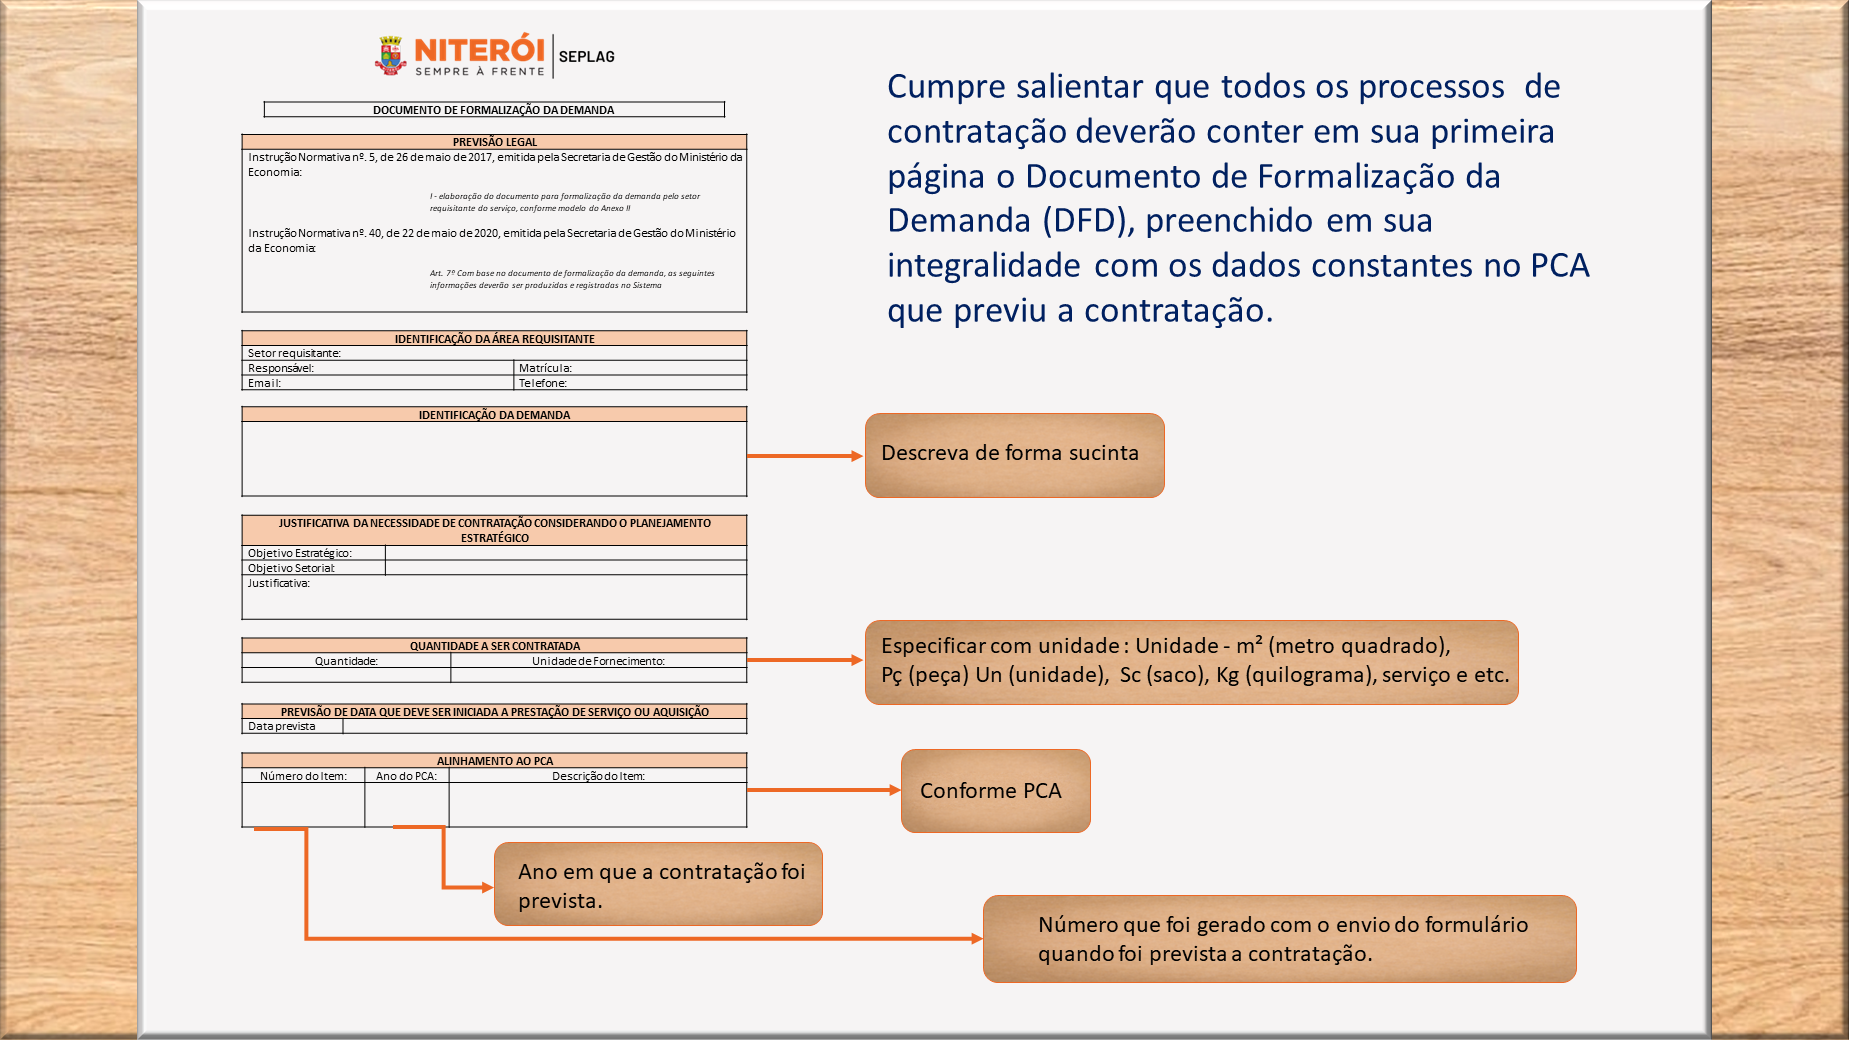 NITERÓI
SEMPRE À FRENTE
SEPLAG
DOCUMENTO DE FORMALIZAÇÃO DA DEMANDA
PREVISÃO LEGAL
Instrução Normativa nº. 5, de 26 de maio de 2017, emitida pela Secretaria de Gestão do Ministério da
Economia:
I - elaboração do documento para formalização da demanda pelo setor
requisitante do serviço, conforme modelo do Anexo II
Instrução Normativa nº. 40, de 22 de maio de 2020, emitida pela Secretaria de Gestão do Ministério
da Economia:
Art. 7º Com base no documento de formalização da demanda, as seguintes
informações deverão ser produzidas e registradas no Sistema
IDENTIFICAÇÃO DA ÁREA REQUISITANTE
Setor requisitante:
Responsável:
Matrícula:
Email:
Telefone:
IDENTIFICAÇÃO DA DEMANDA
JUSTIFICATIVA DA NECESSIDADE DE CONTRATAÇÃO CONSIDERANDO O PLANEJAMENTO
ESTRATÉGICO
Objetivo Estratégico:
Objetivo Setorial:
Justificativa:
QUANTIDADE A SER CONTRATADA
Quantidade:
Unidade de Fornecimento:
PREVISÃO DE DATA QUE DEVE SER INICIADA A PRESTAÇÃO DE SERVIÇO OU AQUISIÇÃO
Data prevista
ALINHAMENTO AO PCA
Número do Item:
Ano do PCA:
Descrição do Item:
Cumpre salientar que todos os processos de
contratação deverão conter em sua primeira
página o Documento de Formalização da
Demanda (DFD), preenchido em sua
integralidade com os dados constantes no PCA
que previu a contratação.
Descreva de forma sucinta
Especificar com unidade : Unidade - m² (metro quadrado),
Pç (peça) Un (unidade), Sc (saco), Kg (quilograma), serviço e etc.
Conforme PCA
Ano em que a contratação foi
prevista.
Número que foi gerado com o envio do formulário
quando foi prevista a contratação.